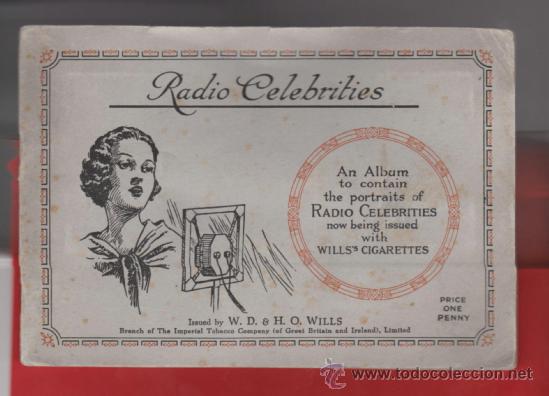 Radio Celebrities
An Album
to contain
the portraits of
RADIO CELEBRITIES
now being issued
with
WILLS'S CIGARETTES
Issued by W. D. & H. O. WILLS
Branch of The Imperial Tobacco Company (of Great Britain and Ireland), Limited
PRICE
ONE
PENNY
www.todocoleccion.net